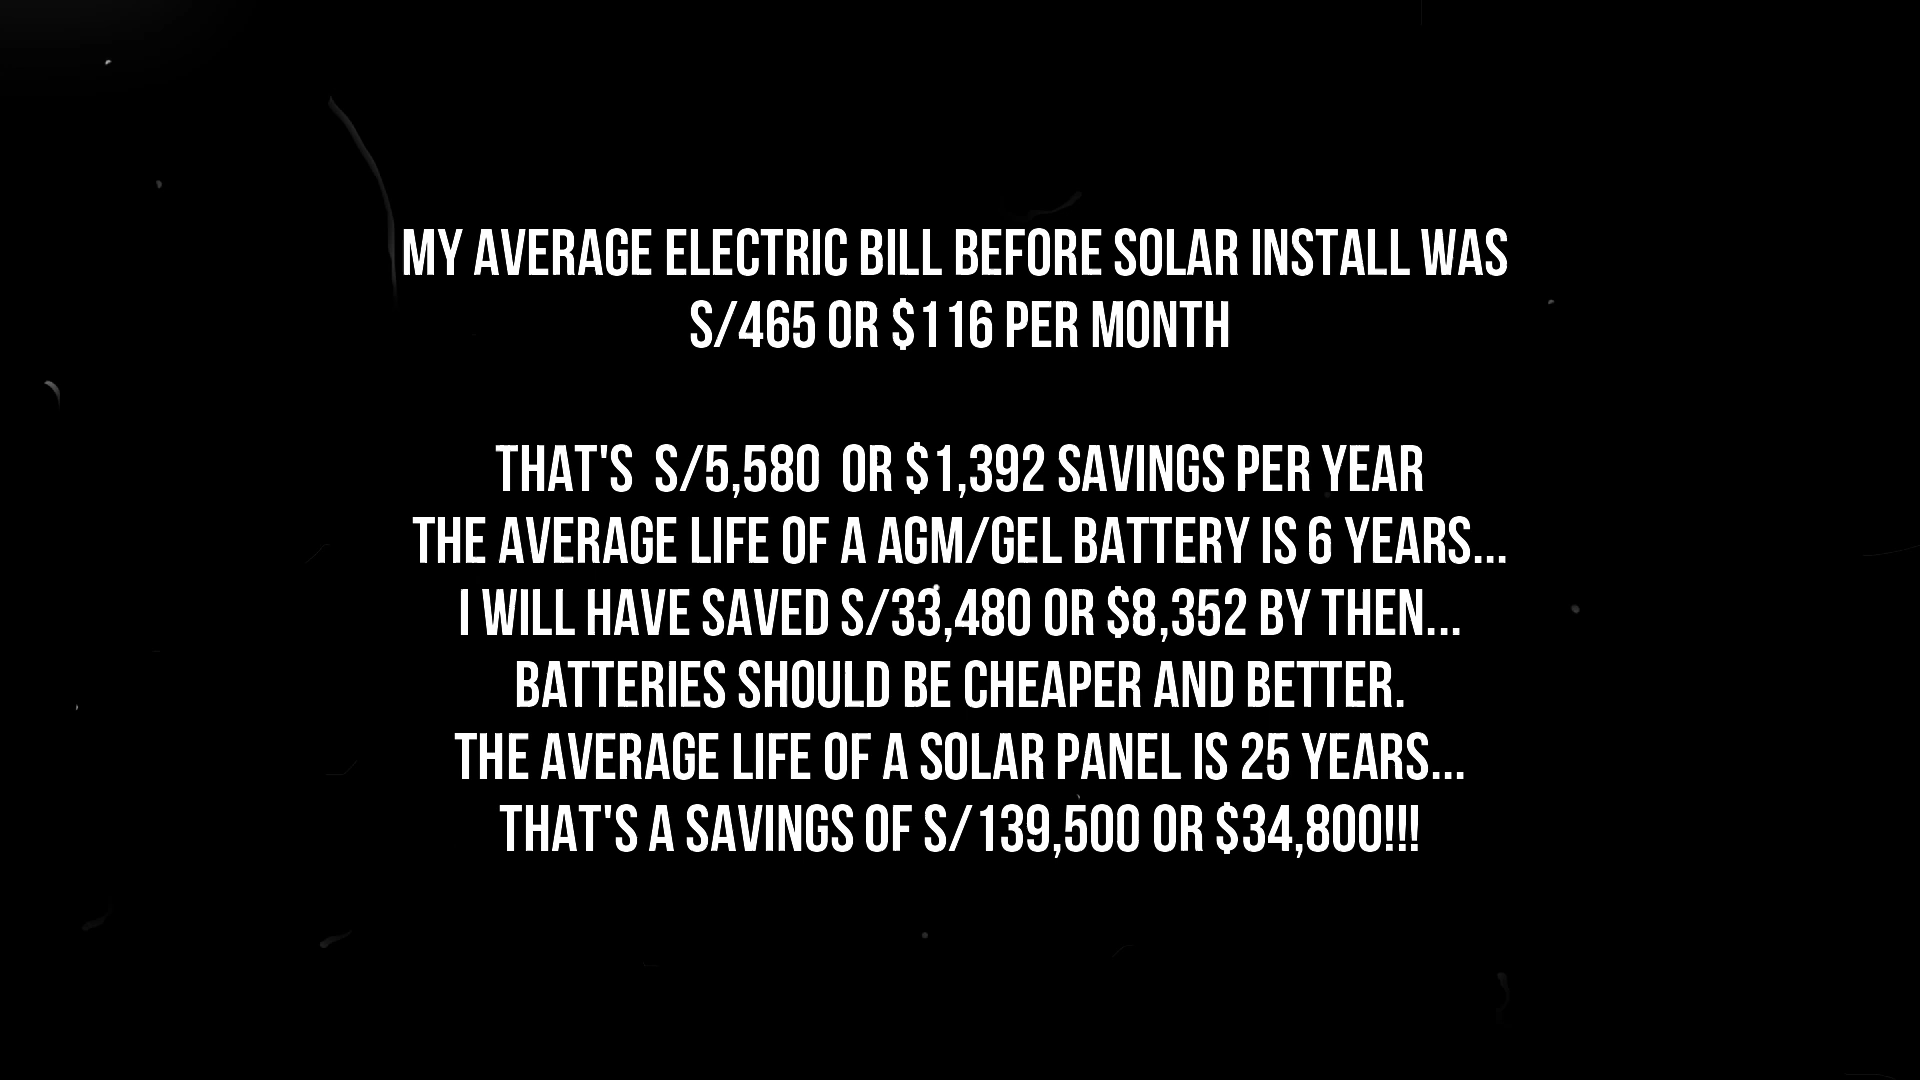 MY AVERAGE ELECTRIC BILL BEFORE SOLAR INSTALL WAS
S/465 OR $116 PER MONTH
THAT'S S/5,580 OR $1,392 SAVINGS PER YEAR
THE AVERAGE LIFE OF A AGM/GEL BATTERY IS 6 YEARS...
I WILL HAVE SAVED S/33,480 OR $8,352 BY THEN...
BATTERIES SHOULD BE CHEAPER AND BETTER.
THE AVERAGE LIFE OF A SOLAR PANEL IS 25 YEARS...
THAT'S A SAVINGS OF S/139,500 OR $34,800!!!